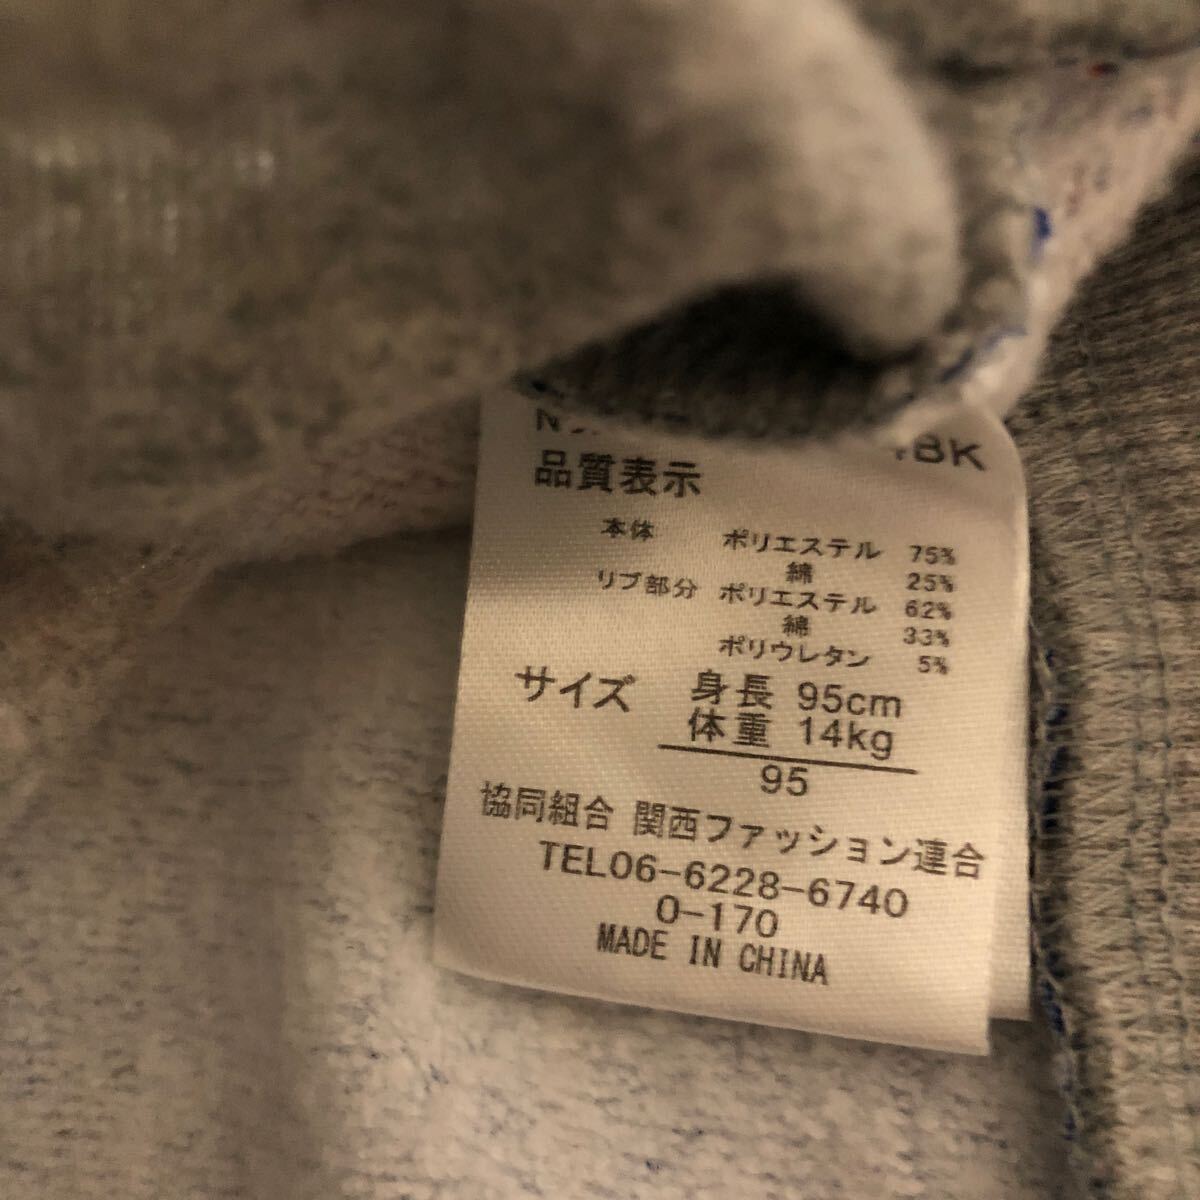 BK
品質表示
本体 ポリエステル 75%
綿 25%
リブ部分 ポリエステル 62%
綿 33%
ポリウレタン 5%
サイズ 身長 95cm
体重 14kg
95
協同組合 関西ファッション連合
TEL06-6228-6740
0-170
MADE IN CHINA